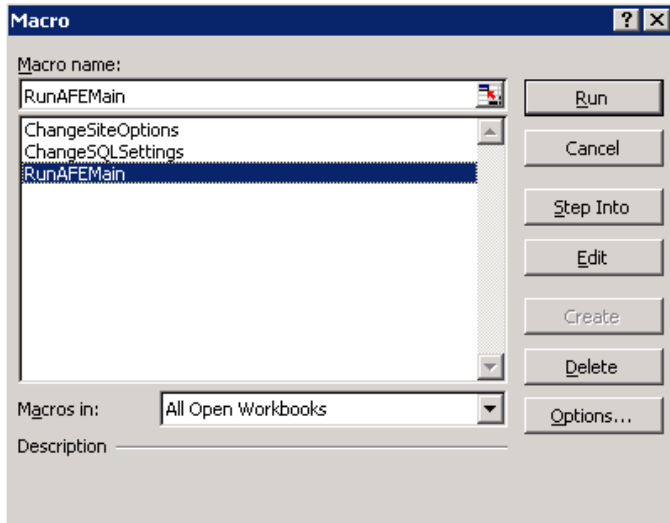 Macro
Macro name:
RunAFEMain
Run
ChangeSiteOptions
ChangeSQLSettings
RunAFEMain
Cancel
Step Into
Edit
Create
Delete
Macros in: All Open Workbooks
Options...
Description